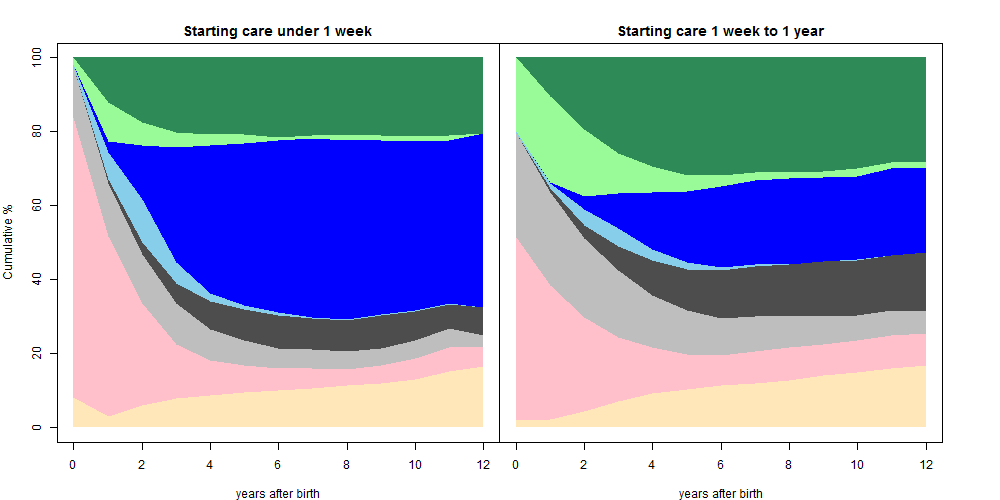 Starting care under 1 week
Starting care 1 week to 1 year
Cumulative %
100
80
60
40
20
0
0 2 4 6 8 10 12
0 2 4 6 8 10 12
years after birth
years after birth